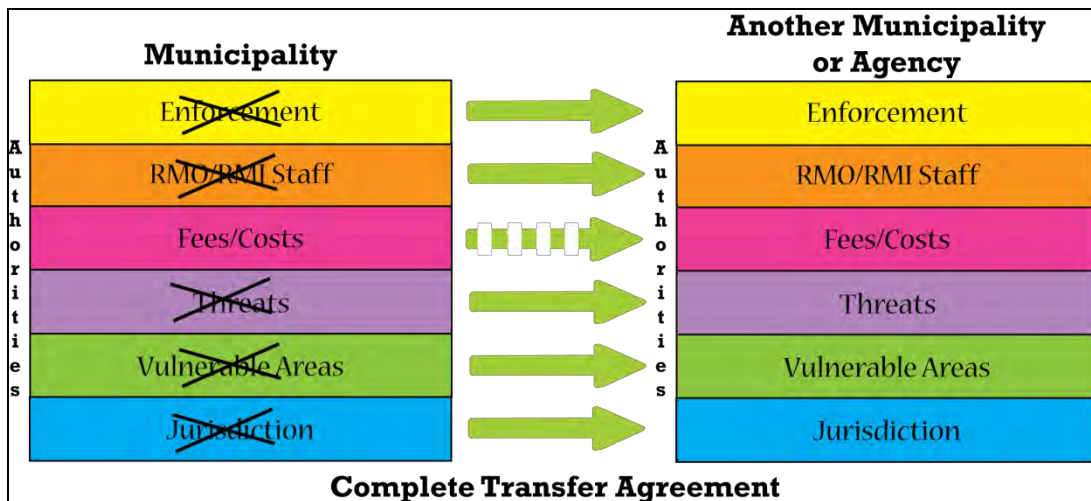 Municipality
Another Municipality
or Agency
Authorities
Enforcement
RMO/RMI Staff
Fees/Costs
Threats
Vulnerable Areas
Jurisdiction
Authorities
Enforcement
RMO/RMI Staff
Fees/Costs
Threats
Vulnerable Areas
Jurisdiction
Complete Transfer Agreement